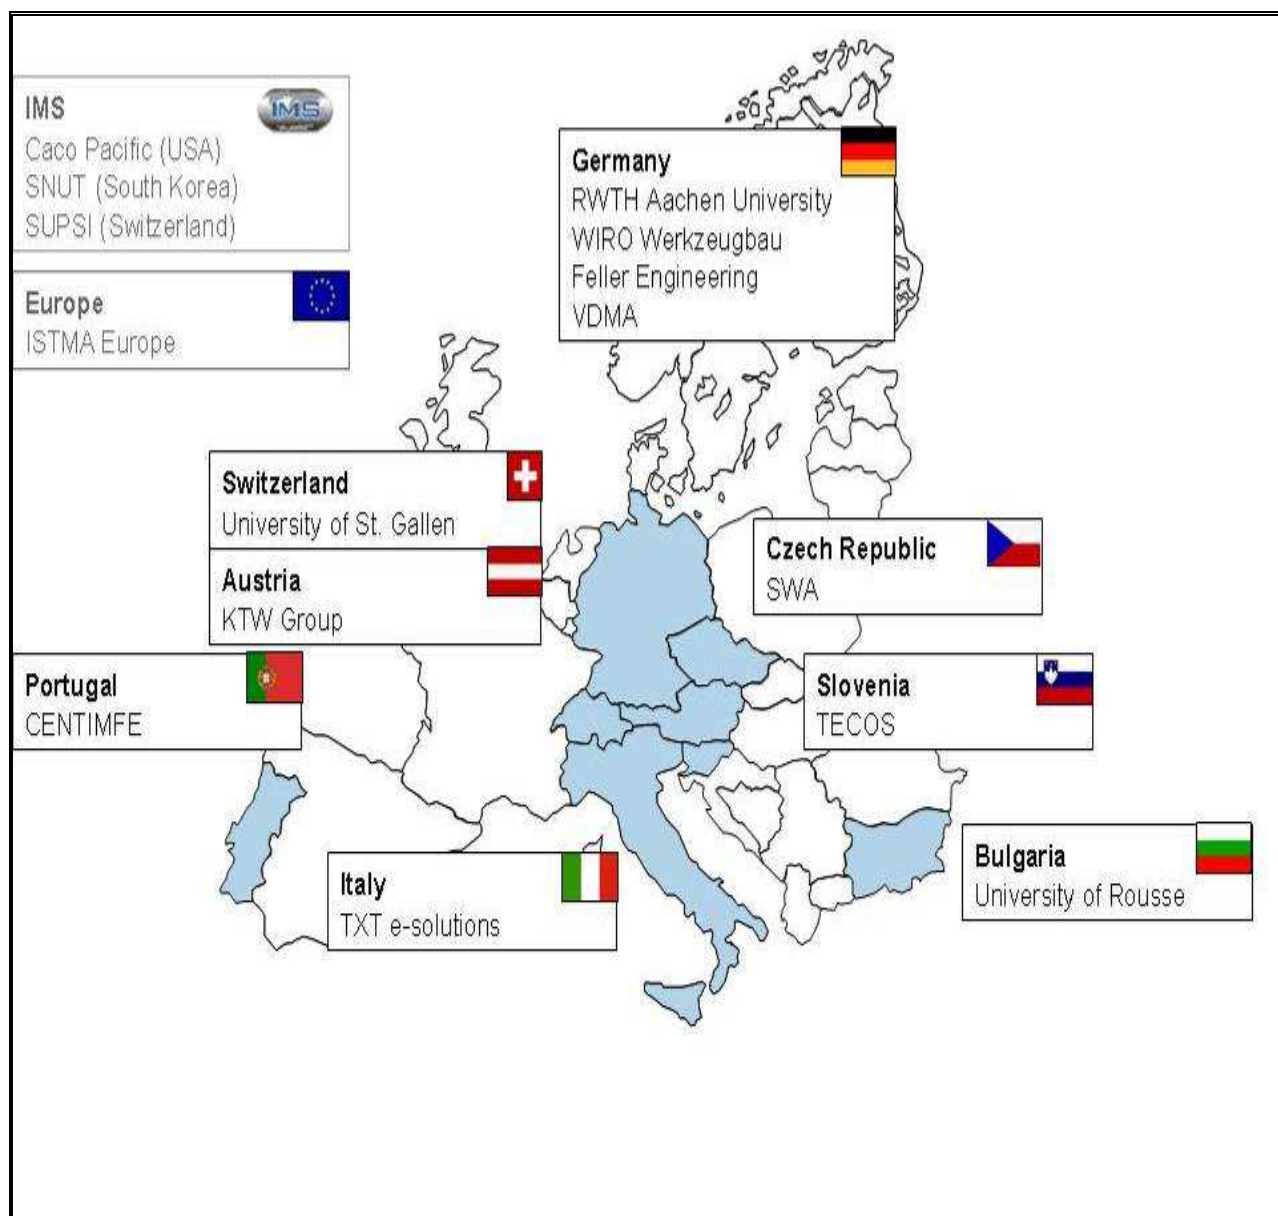 IMS
IMS
Caco Pacific (USA)
SNUT (South Korea)
SUPSI (Switzerland)
Europe
ISTMA Europe
Germany
RWTH Aachen University
WIRO Werkzeugbau
Feller Engineering
VDMA
Switzerland
University of St. Gallen
Austria
KTW Group
Czech Republic
SWA
Portugal
CENTIMFE
Slovenia
TECOS
Italy
TXT e-solutions
Bulgaria
University of Rousse